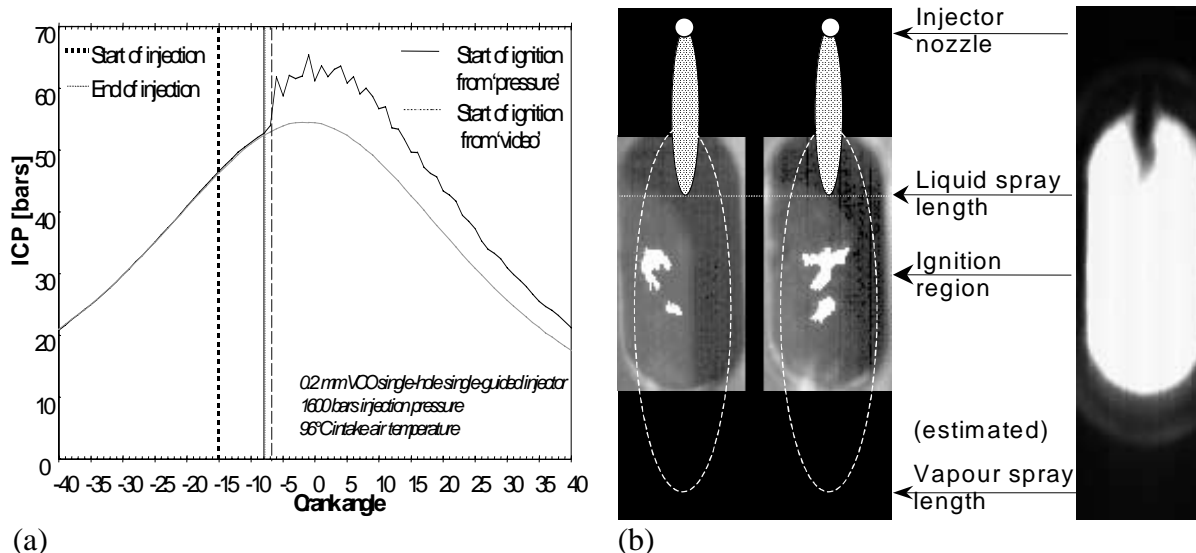 70
60
50
40
30
20
10
0
ICP [bars]
Start of injection
End of injection
Start of ignition
from 'pressure'
Start of ignition
from 'video'
0.2 mm VCO single-hole single-guided injector
1600 bars injection pressure
96°C intake air temperature
-40 -35 -30 -25 -20 -15 -10 -5 0 5 10 15 20 25 30 35 40
Crank angle
(a)
Injector
nozzle
Liquid spray
length
Ignition
region
(estimated)
Vapour spray
length
(b)